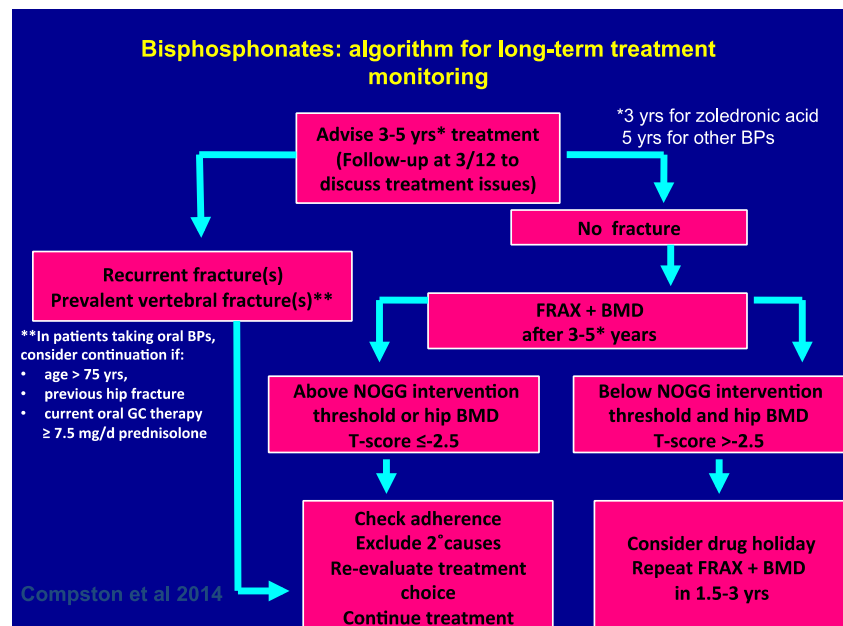 Bisphosphonates: algorithm for long-term treatment
monitoring
*3 yrs for zoledronic acid
5 yrs for other BPs
Advise 3-5 yrs* treatment
(Follow-up at 3/12 to
discuss treatment issues)
No fracture
Recurrent fracture(s)
Prevalent vertebral fracture(s)**
FRAX + BMD
after 3-5* years
**In patients taking oral BPs,
consider continuation if:
• age > 75 yrs,
• previous hip fracture
• current oral GC therapy
≥ 7.5 mg/d prednisolone
Above NOGG intervention
threshold or hip BMD
T-score ≤-2.5
Below NOGG intervention
threshold and hip BMD
T-score >-2.5
Check adherence
Exclude 2˚causes
Re-evaluate treatment
choice
Continue treatment
Consider drug holiday
Repeat FRAX + BMD
in 1.5-3 yrs
Compston et al 2014